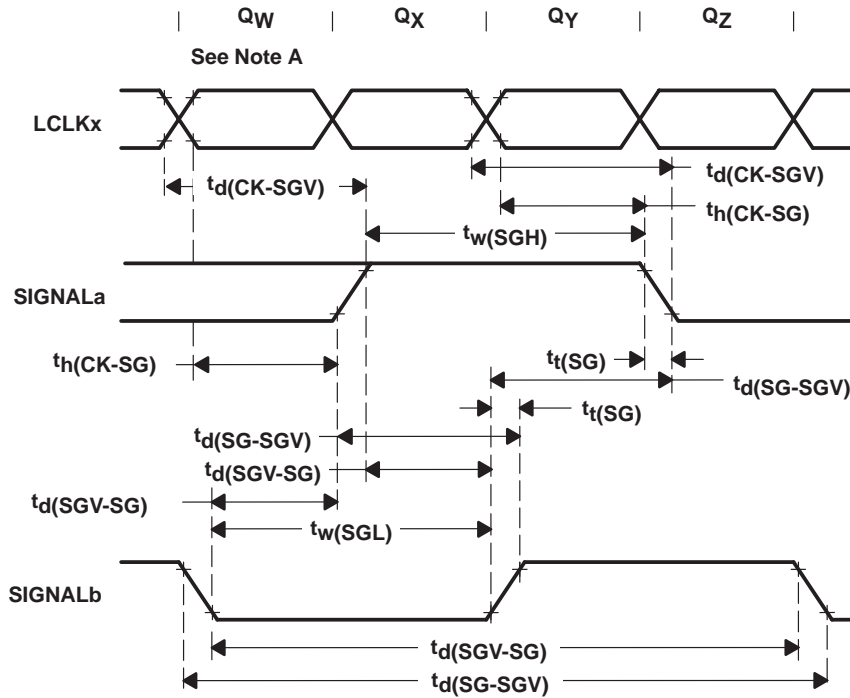 QW QX QY QZ
See Note A
LCLKx
td(CK-SGV) td(CK-SGV)
th(CK-SG)
tw(SGH)
SIGNALa
th(CK-SG) tt(SG)
td(SG-SGV)
tt(SG)
td(SG-SGV)
td(SGV-SG)
td(SGV-SG)
tw(SGL)
SIGNALb
td(SGV-SG)
td(SG-SGV)